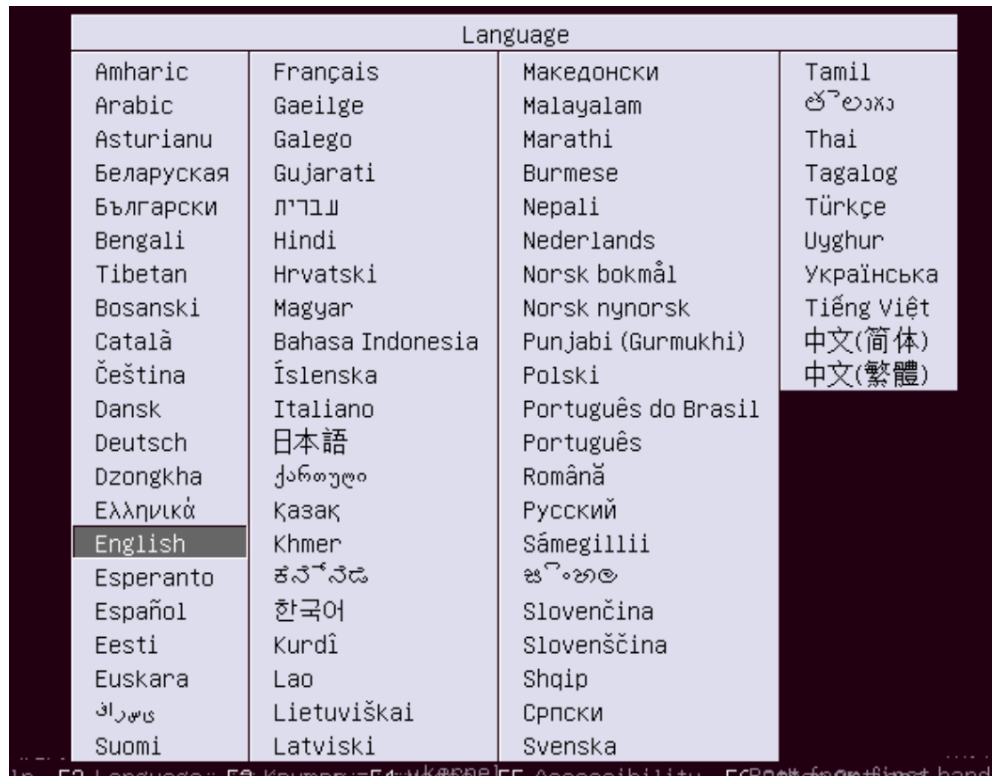 Language
Amharic
Arabic
Asturianu
Беларуская
Български
Bengali
Tibetan
Bosanski
Català
Čeština
Dansk
Deutsch
Dzongkha
Ελληνικά
English
Esperanto
Español
Eesti
Euskara
ﻰﺳﺭﺎﻓ
Suomi
Français
Gaeilge
Galego
Gujarati
עברית
Hindi
Hrvatski
Magyar
Bahasa Indonesia
Íslenska
Italiano
日本語
ქართული
Қазақ
Khmer
ಕನ್ನಡ
한국어
Kurdî
Lao
Lietuviškai
Latviski
Македонски
Malayalam
Marathi
Burmese
Nepali
Nederlands
Norsk bokmål
Norsk nynorsk
Punjabi (Gurmukhi)
Polski
Português do Brasil
Português
Română
Русский
Sámegillii
සිංහල
Slovenčina
Slovenščina
Shqip
Српски
Svenska
Tamil
తెలుగు
Thai
Tagalog
Türkçe
Uyghur
Українська
Tiếng Việt
中文(简体)
中文(繁體)